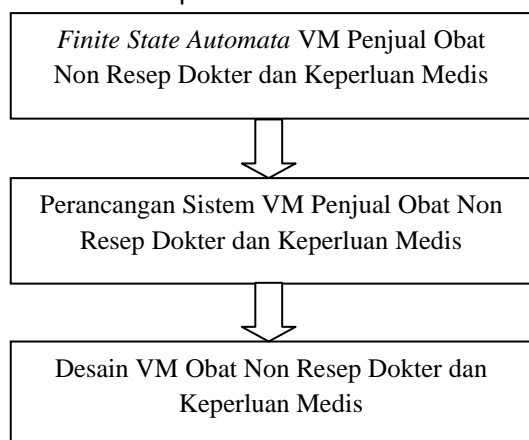 Finite State Automata VM Penjual Obat
Non Resep Dokter dan Keperluan Medis
Perancangan Sistem VM Penjual Obat Non
Resep Dokter dan Keperluan Medis
Desain VM Obat Non Resep Dokter dan
Keperluan Medis